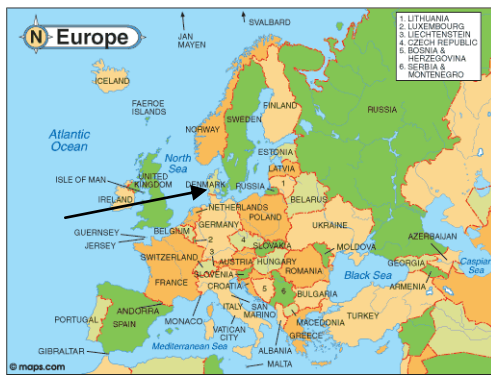 N Europe
SVALBARD
JAN
MAYEN
1. LITHUANIA
2. LUXEMBOURG
3. LIECHTENSTEIN
4. CZECH REPUBLIC
5. BOSNIA &
HERZEGOVINA
6. SERBIA &
MONTENEGRO
ICELAND
FAEROE
ISLANDS
FINLAND
RUSSIA
SWEDEN
NORWAY
Atlantic
Ocean
ESTONIA
North
Sea
LATVIA
ISLE OF MAN
UNITED
KINGDOM
DENMARK
RUSSIA
1
IRELAND
BELARUS
NETHERLANDS
POLAND
GERMANY
GUERNSEY
BELGIUM
UKRAINE
JERSEY
2
4
SLOVAKIA
MOLDOVA
AZERBAIJAN
SWITZERLAND
3
AUSTRIA
HUNGARY
GEORGIA
Caspian
Sea
SLOVENIA
ROMANIA
Black Sea
FRANCE
CROATIA
5
6
ARMENIA
BULGARIA
ANDORRA
ITALY
SAN
MARINO
PORTUGAL
SPAIN
MONACO
VATICAN
CITY
MACEDONIA
TURKEY
GREECE
Mediterranean Sea
ALBANIA
GIBRALTAR
MALTA
© maps.com